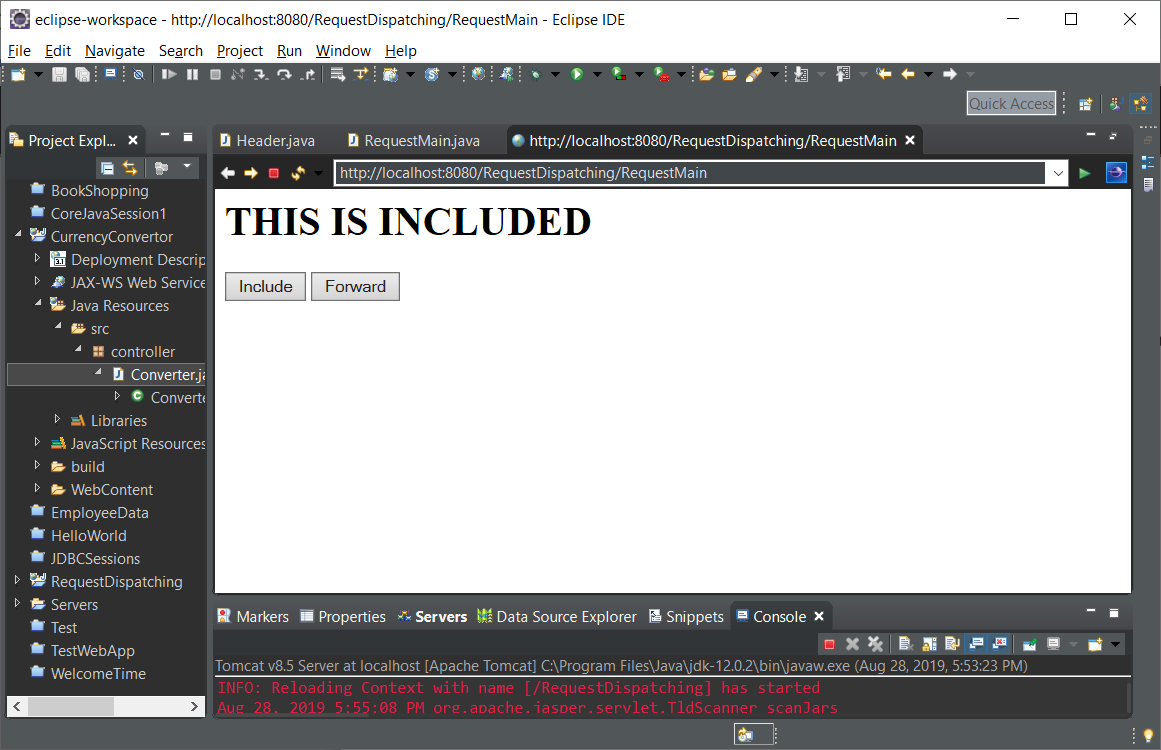 eclipse-workspace - http://localhost:8080/RequestDispatching/RequestMain - Eclipse IDE
File Edit Navigate Search Project Run Window Help
Quick Access
Project Expl...
Header.java RequestMain.java http://localhost:8080/RequestDispatching/RequestMain
http://localhost:8080/RequestDispatching/RequestMain
BookShopping
CoreJavaSession1
CurrencyConvertor
Deployment Descrip
JAX-WS Web Service
Java Resources
src
controller
Converter.ja
Converte
Libraries
JavaScript Resources
build
WebContent
EmployeeData
HelloWorld
JDBCSessions
RequestDispatching
Servers
Test
TestWebApp
WelcomeTime
THIS IS INCLUDED
Include Forward
Markers Properties Servers Data Source Explorer Snippets Console
Tomcat v8.5 Server at localhost [Apache Tomcat] C:\Program Files\Java\jdk-12.0.2\bin\javaw.exe (Aug 28, 2019, 5:53:23 PM)
INFO: Reloading Context with name [/RequestDispatching] has started
Aug 28, 2019 5:55:08 PM org.apache.jasper.servlet.TldScanner scanJars